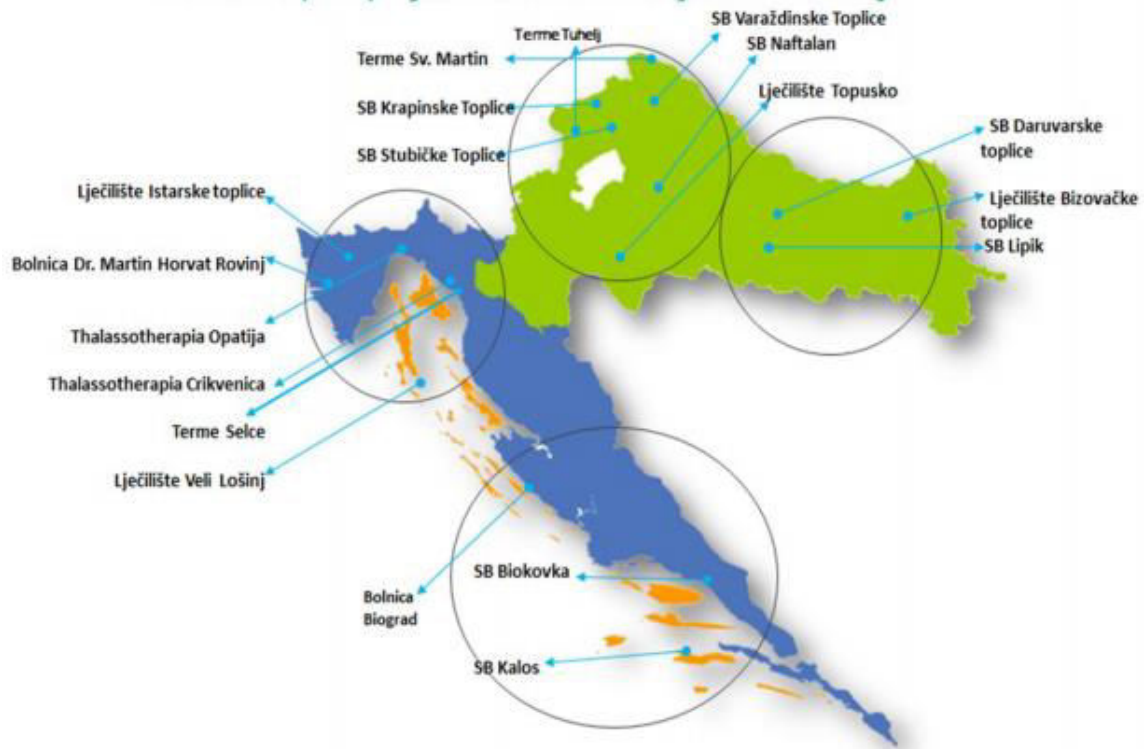 SB Varaždinske Toplice
Terme Tuhelj
SB Naftalan
Terme Sv. Martin
Lječilište Topusko
SB Krapinske Toplice
SB Daruvarske
toplice
SB Stubičke Toplice
Lječilište Istarske toplice
Lječilište Bizovačke
toplice
SB Lipik
Bolnica Dr. Martin Horvat Rovinj
Thalassotherapia Opatija
Thalassotherapia Crikvenica
Terme Selce
Lječilište Veli Lošinj
SB Biokovka
Bolnica
Biograd
SB Kalos